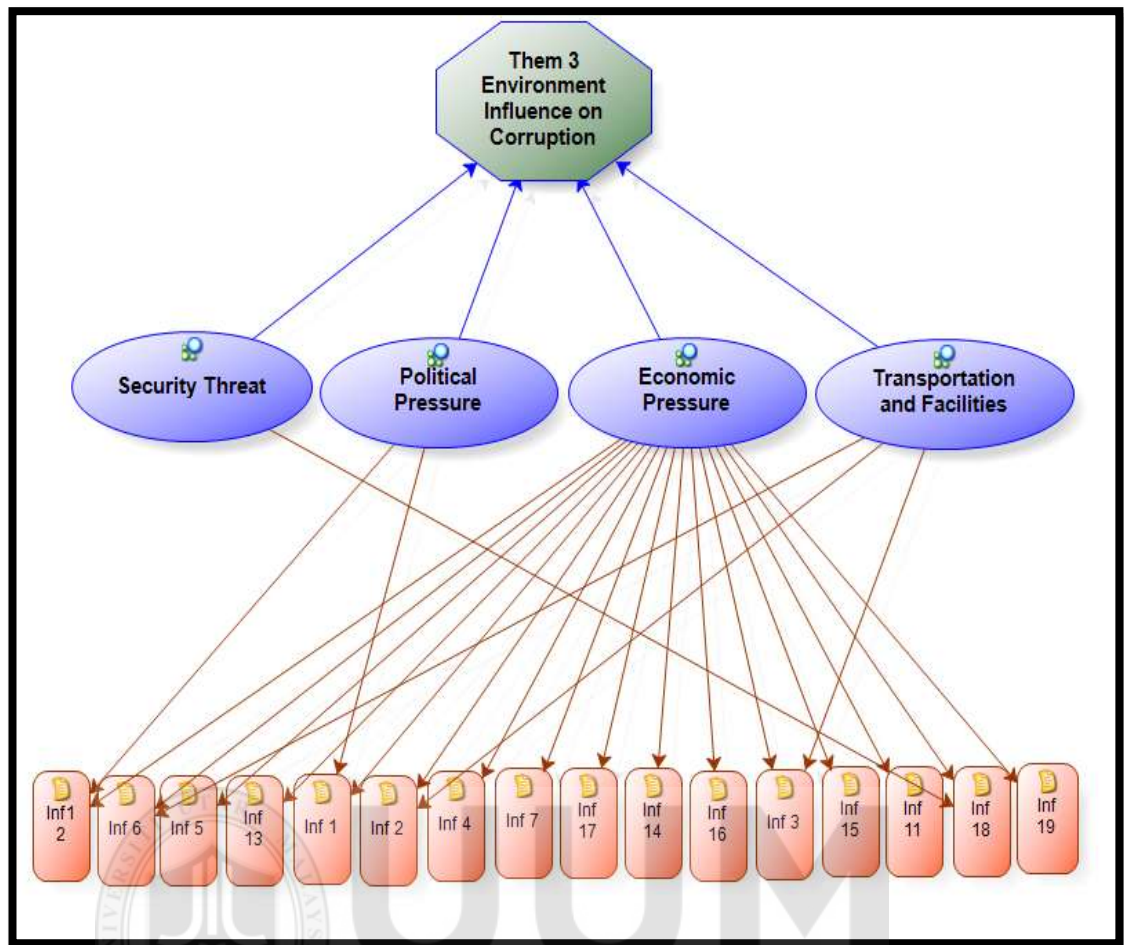 Them 3
Environment
Influence on
Corruption
Security Threat
Political
Pressure
Economic
Pressure
Transportation
and Facilities
Inf1
2
Inf 6
Inf 5
Inf
13
Inf 1
Inf 2
Inf 4
Inf 7
Inf
17
Inf
14
Inf
16
Inf 3
Inf
15
Inf
11
Inf
18
Inf
19
UUM